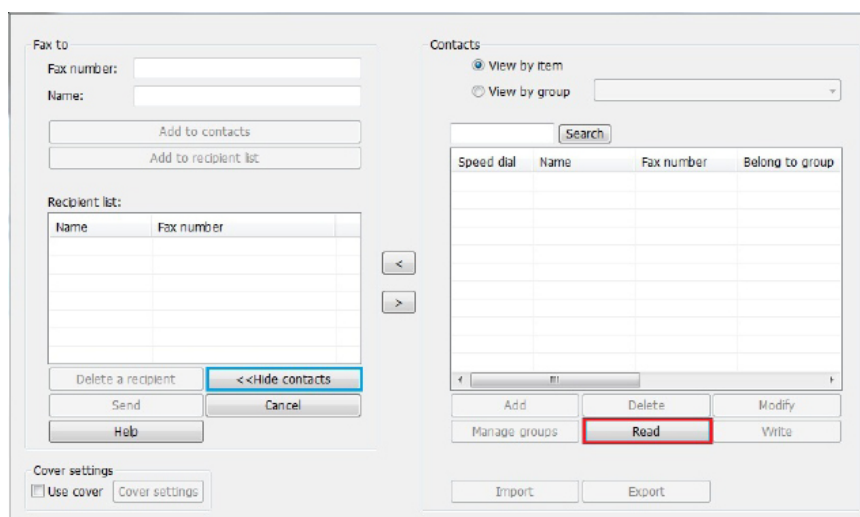 Fax to
Fax number:
Name:
Add to contacts
Add to recipient list
Recipient list:
Name Fax number
Delete a recipient <<Hide contacts
Send Cancel
Help
Cover settings
Use cover Cover settings
<
>
Contacts
View by item
View by group
Search
Speed dial Name Fax number Belong to group
Add Delete Modify
Manage groups Read Write
Import Export